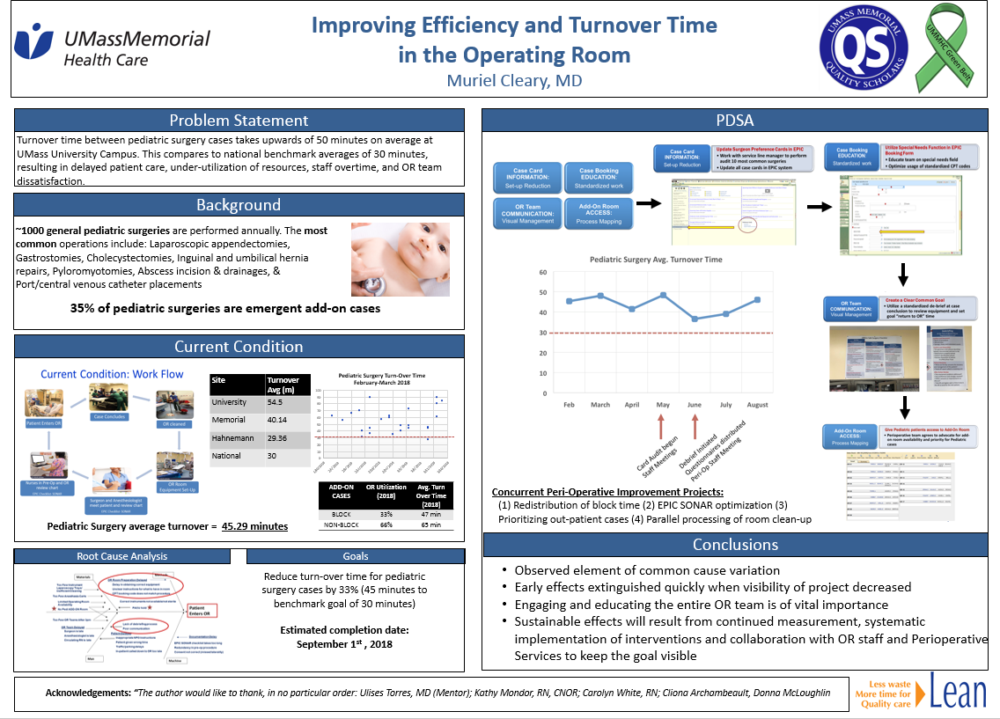 UMassMemorial
Health Care
Improving Efficiency and Turnover Time
in the Operating Room
Muriel Cleary, MD
UMASS MEMORIAL
QS
QUALITY SCHOLARS
UMMHC Green Belt
Problem Statement
Turnover time between pediatric surgery cases takes upwards of 50 minutes on average at
UMass University Campus. This compares to national benchmark averages of 30 minutes,
resulting in delayed patient care, under-utilization of resources, staff overtime, and OR team
dissatisfaction.
Background
~1000 general pediatric surgeries are performed annually. The most
common operations include: Laparoscopic appendectomies,
Gastrostomies, Cholecystectomies, Inguinal and umbilical hernia
repairs, Pyloromyotomies, Abscess incision & drainages, &
Port/central venous catheter placements
35% of pediatric surgeries are emergent add-on cases
Current Condition
Current Condition: Work Flow
Case Concludes
Patient Enters OR
OR cleaned
Nurses in Pre-Op and OR
review chart
OR Room
Equipment Set-Up
Surgeon and Anesthesiologist
meet patient and review chart
Site Turnover
Avg (m)
University 54.5
Memorial 40.14
Hahnemann 29.36
National 30
Pediatric Surgery Turn-Over Time
February-March 2018
ADD-ON
CASES
OR Utilization
(2018)
Avg. Turn
Over Time
(2018)
BLOCK 33% 47 min
NON-BLOCK 66% 65 min
Pediatric Surgery average turnover = 45.29 minutes
Root Cause Analysis
Materials
Patient
Enters OR
Man
Machine
Goals
Reduce turn-over time for pediatric
surgery cases by 33% (45 minutes to
benchmark goal of 30 minutes)
Estimated completion date:
September 1st , 2018
PDSA
Case Card
INFORMATION:
Set-up Reduction
Case Booking
EDUCATION:
Standardized work
OR Team
COMMUNICATION:
Visual Management
Add-On Room
ACCESS:
Process Mapping
Case Card
INFORMATION:
Set-up Reduction
Update Surgeon Preference Cards in EPIC
• Work with service line manager to perform
audit 10 most common surgeries
• Update all case cards in EPIC system
Case Booking
EDUCATION:
Standardized work
Utilize Special Needs Function in EPIC
Booking Form
• Educate team on special needs field
• Optimize usage of standardized CPT codes
OR Team
COMMUNICATION:
Visual Management
Create a Clear Common Goal
• Utilize a standardized de-brief at case
conclusion to review equipment and set
goal "return to OR" time
Add-On Room
ACCESS:
Process Mapping
Give Pediatric patients access to Add-On Room
• Perioperative team agrees to advocate for add-
on room availability and priority for Pediatric
cases
Pediatric Surgery Avg. Turnover Time
60
50
40
30
20
10
0
Feb March April May June July August
Card Audit begun
Staff Meetings
Debrief Initiated
Questionnaires distributed
Peri-Op Staff Meeting
Concurrent Peri-Operative Improvement Projects:
(1) Redistribution of block time (2) EPIC SONAR optimization (3)
Prioritizing out-patient cases (4) Parallel processing of room clean-up
Conclusions
• Observed element of common cause variation
• Early effects extinguished quickly when visibility of project decreased
• Engaging and educating the entire OR team is of vital importance
• Sustainable effects will result from continued measurement, systematic
implementation of interventions and collaboration with OR staff and Perioperative
Services to keep the goal visible
Acknowledgements: "The author would like to thank, in no particular order: Ulises Torres, MD (Mentor); Kathy Mondor, RN, CNOR; Carolyn White, RN; Cliona Archambeault, Donna McLoughlin
Less waste
More time for
Quality care
Lean